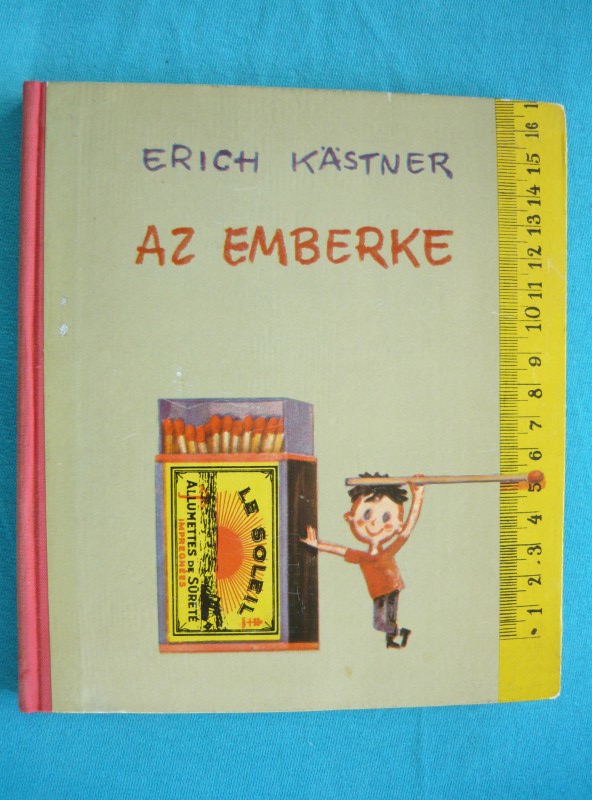 ERICH KÄSTNER
AZ EMBERKE
LE SOLEIL
ALLUMETTES DE SÛRETÉ
IMPREGNÉES
1 2 3 4 5 6 7 8 9 10 11 12 13 14 15 16